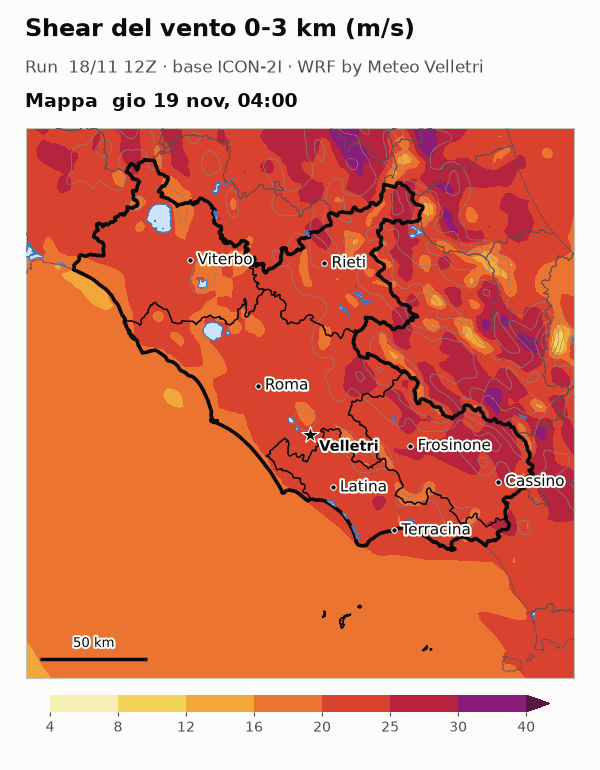 Shear del vento 0-3 km (m/s)
Run  18/11 12Z · base ICON-2I · WRF by Meteo Velletri
Mappa  gio 19 nov, 04:00
Viterbo
Rieti
Roma
Velletri
Frosinone
Latina
Cassino
Terracina
50 km
4 8 12 16 20 25 30 40